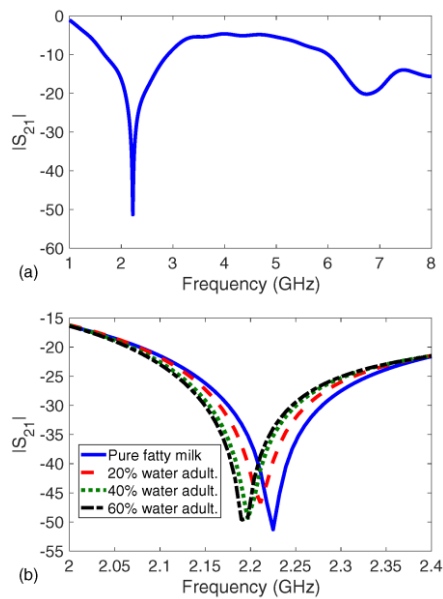 0
-10
-20
-30
-40
-50
-60
|S21|
1 2 3 4 5 6 7 8
(a) Frequency (GHz)
-15
-20
-25
-30
-35
-40
-45
-50
-55
|S21|
Pure fatty milk
20% water adult.
40% water adult.
60% water adult.
2 2.05 2.1 2.15 2.2 2.25 2.3 2.35 2.4
(b) Frequency (GHz)